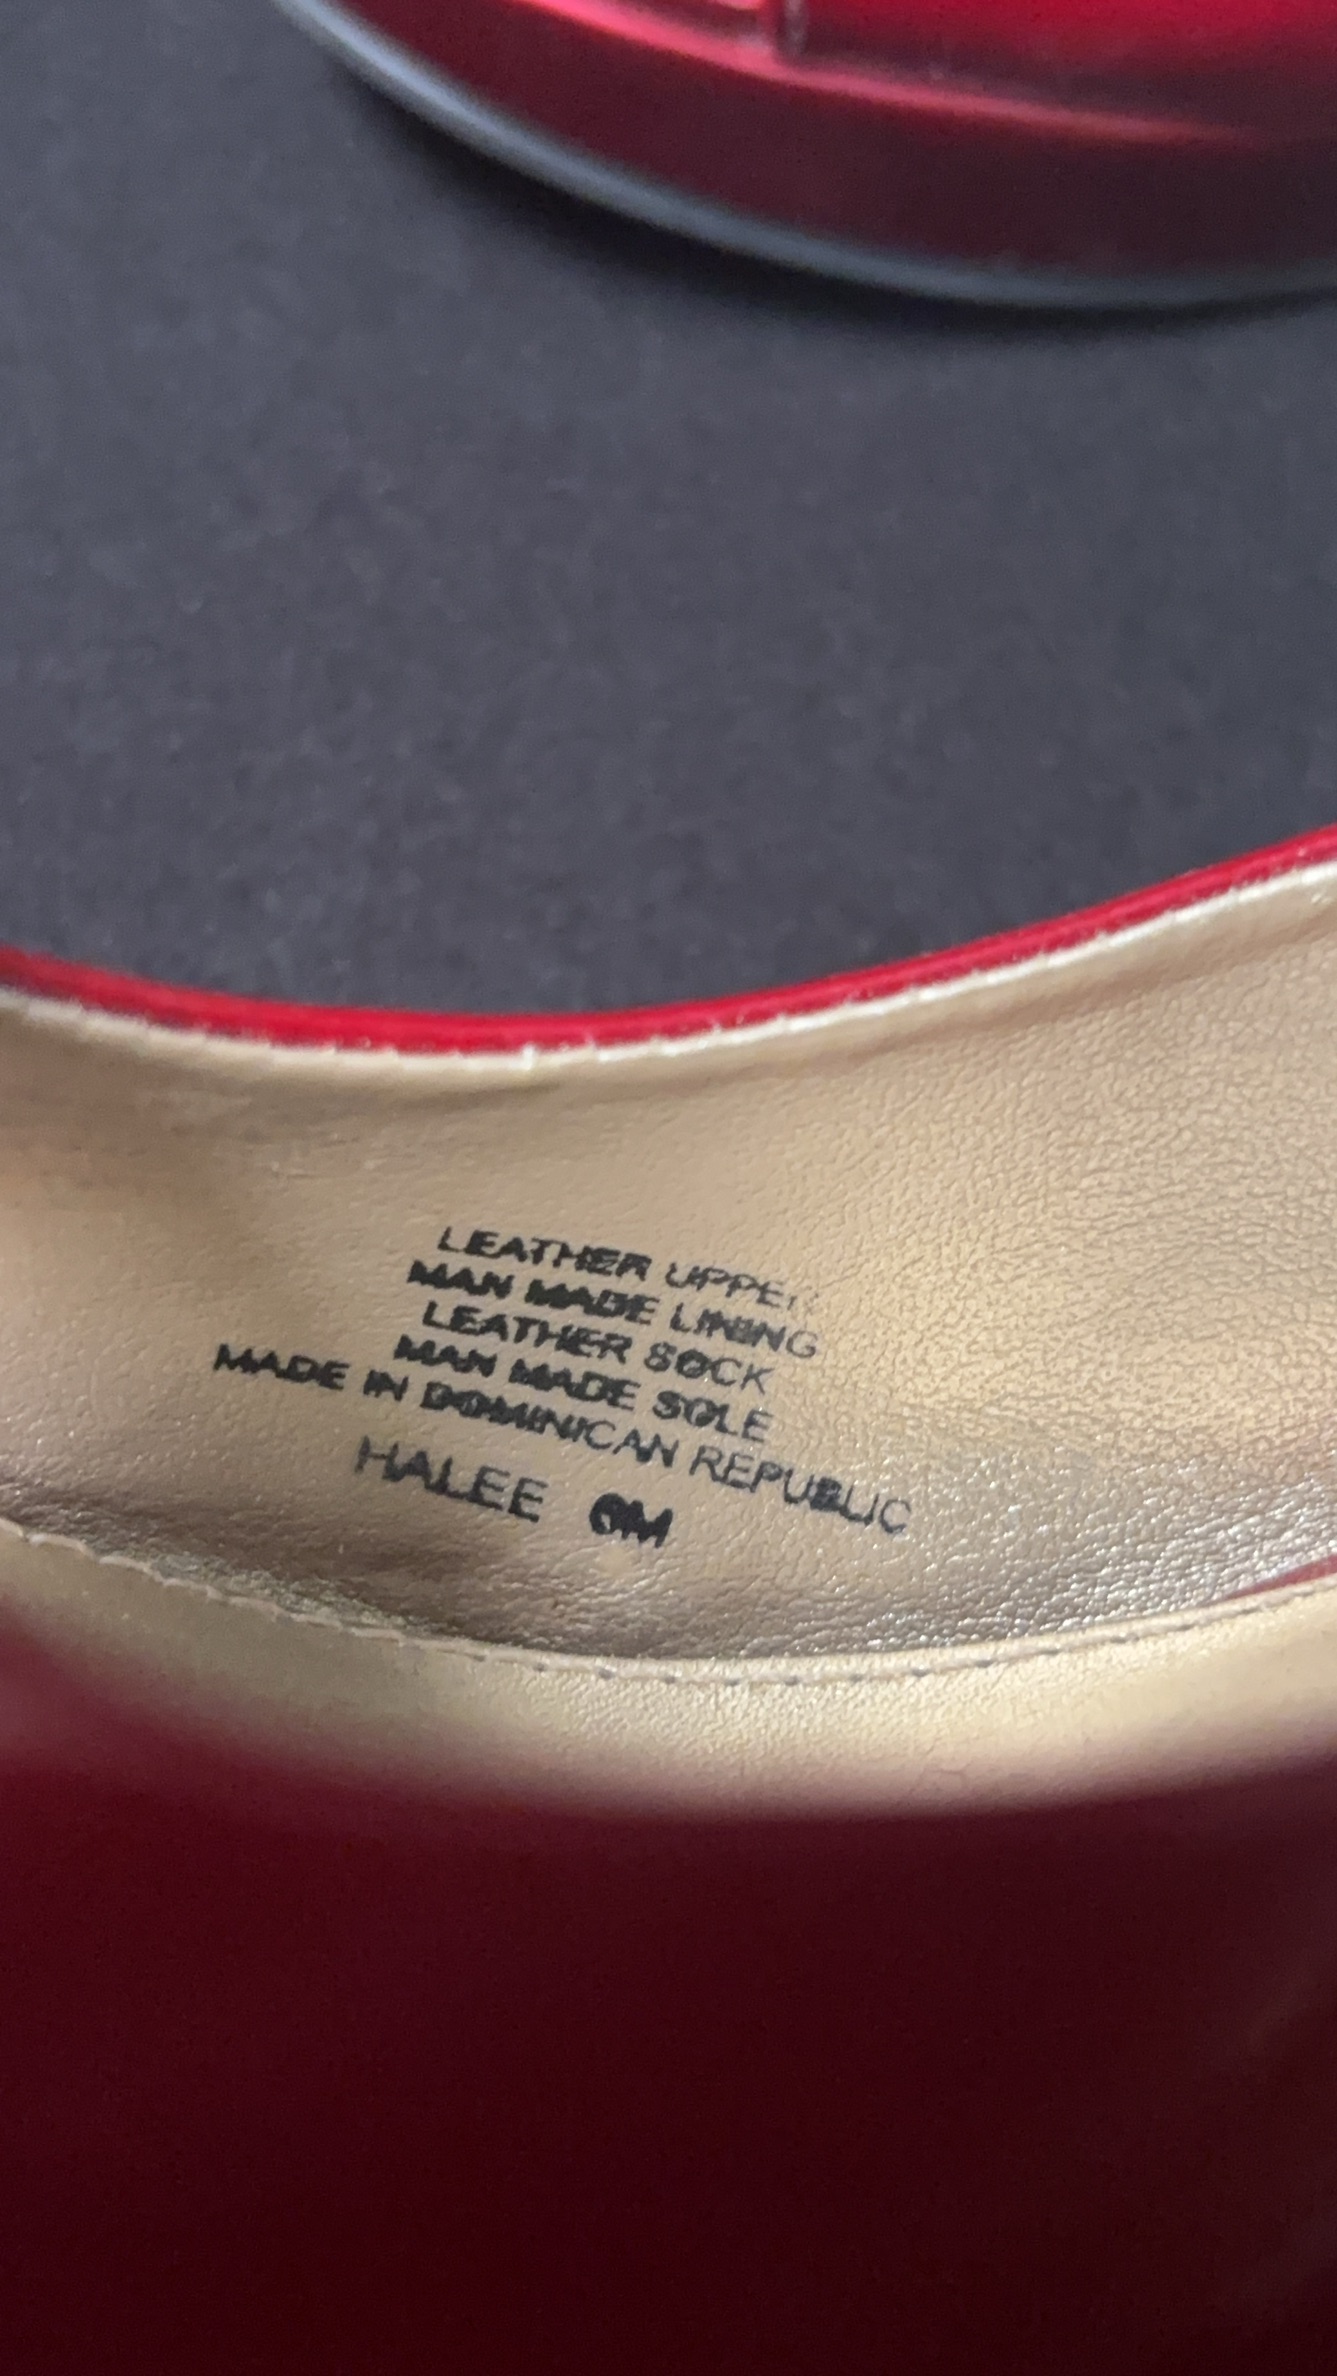 LEATHER UPPER
MAN MADE LINING
LEATHER SOCK
MAN MADE SOLE
MADE IN DOMINICAN REPUBLIC
HALEE 6M